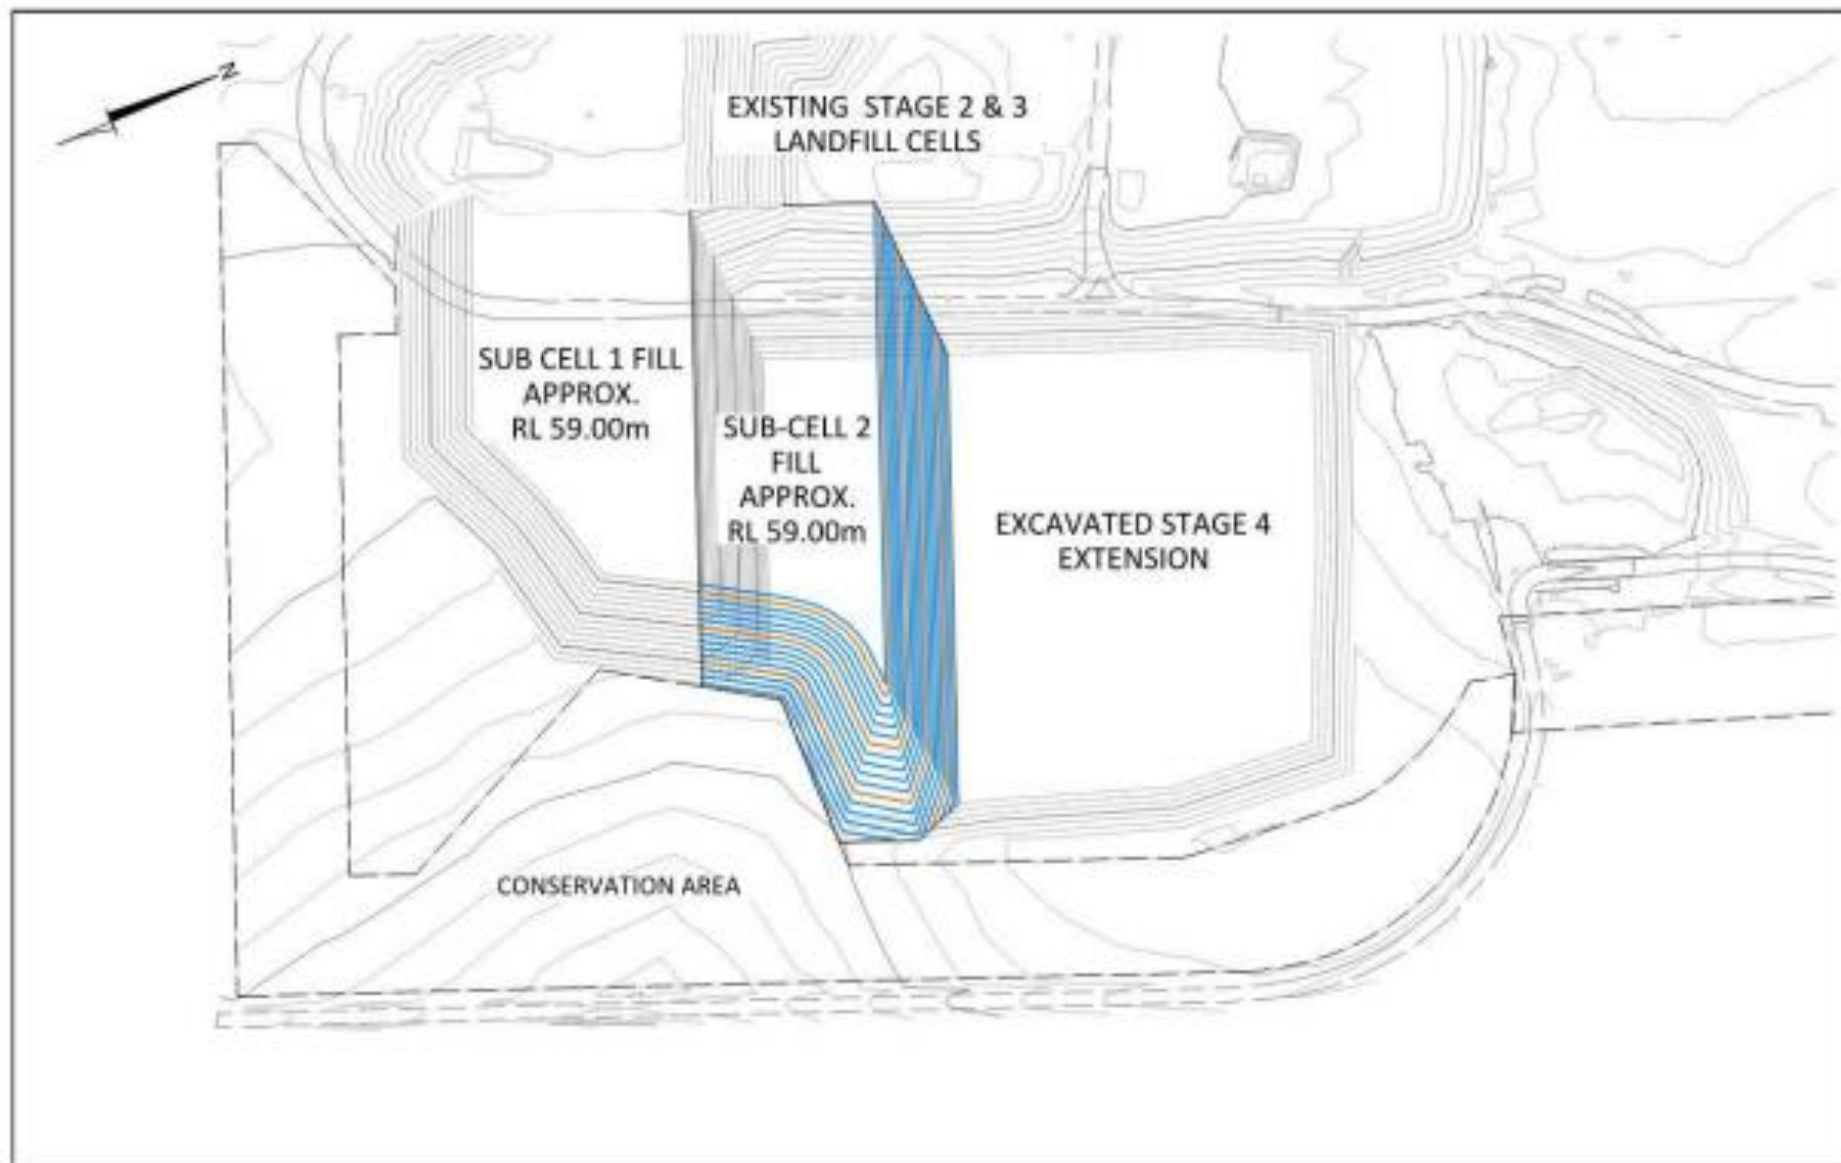 N
EXISTING STAGE 2 & 3
LANDFILL CELLS
SUB CELL 1 FILL
APPROX.
RL 59.00m
SUB-CELL 2
FILL
APPROX.
RL 59.00m
EXCAVATED STAGE 4
EXTENSION
CONSERVATION AREA